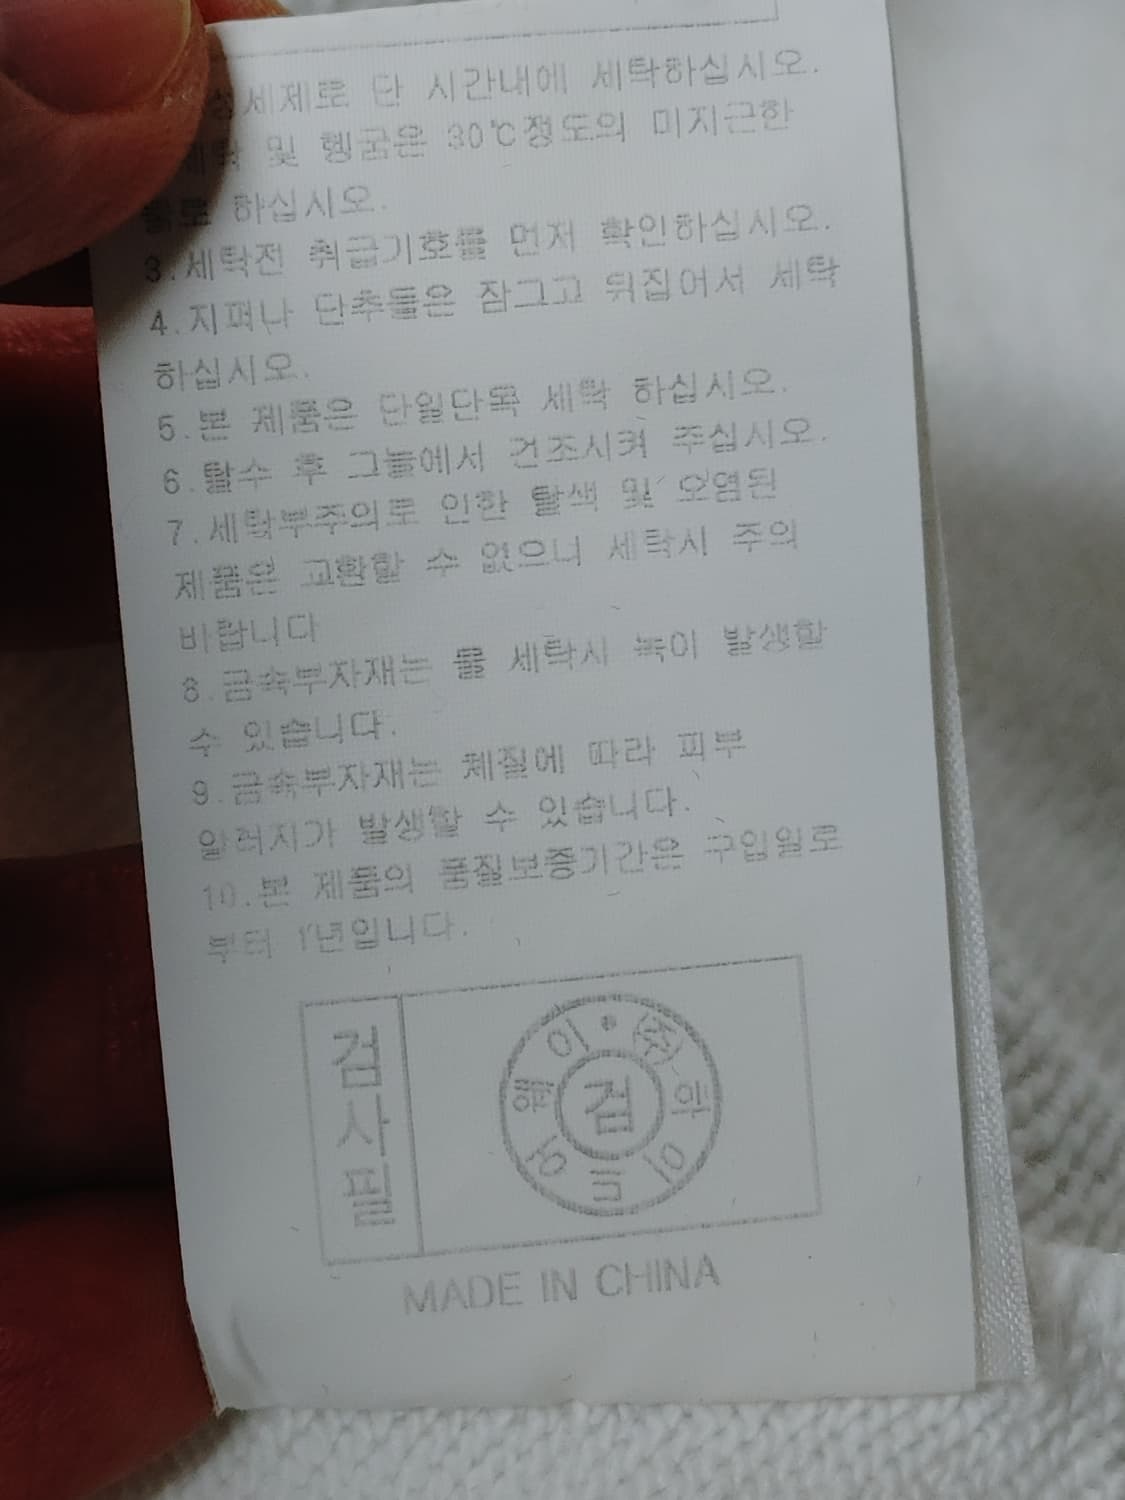 세제로 단 시간내에 세탁하십시오.
및 헹굼은 30℃정도의 미지근한
물로 하십시오.
3.세탁전 취급기호를 먼저 확인하십시오.
4.지퍼나 단추들은 잠그고 뒤집어서 세탁
하십시오.
5.본 제품은 단일단독 세탁 하십시오.
6.탈수 후 그늘에서 건조시켜 주십시오.
7.세탁부주의로 인한 탈색 및 오염된
제품은 교환할 수 없으니 세탁시 주의
바랍니다
8.금속부자재는 물 세탁시 녹이 발생할
수 있습니다.
9.금속부자재는 체질에 따라 피부
알러지가 발생할 수 있습니다.
10.본 제품의 품질보증기간은 구입일로
부터 1년입니다.
검사필
검
MADE IN CHINA